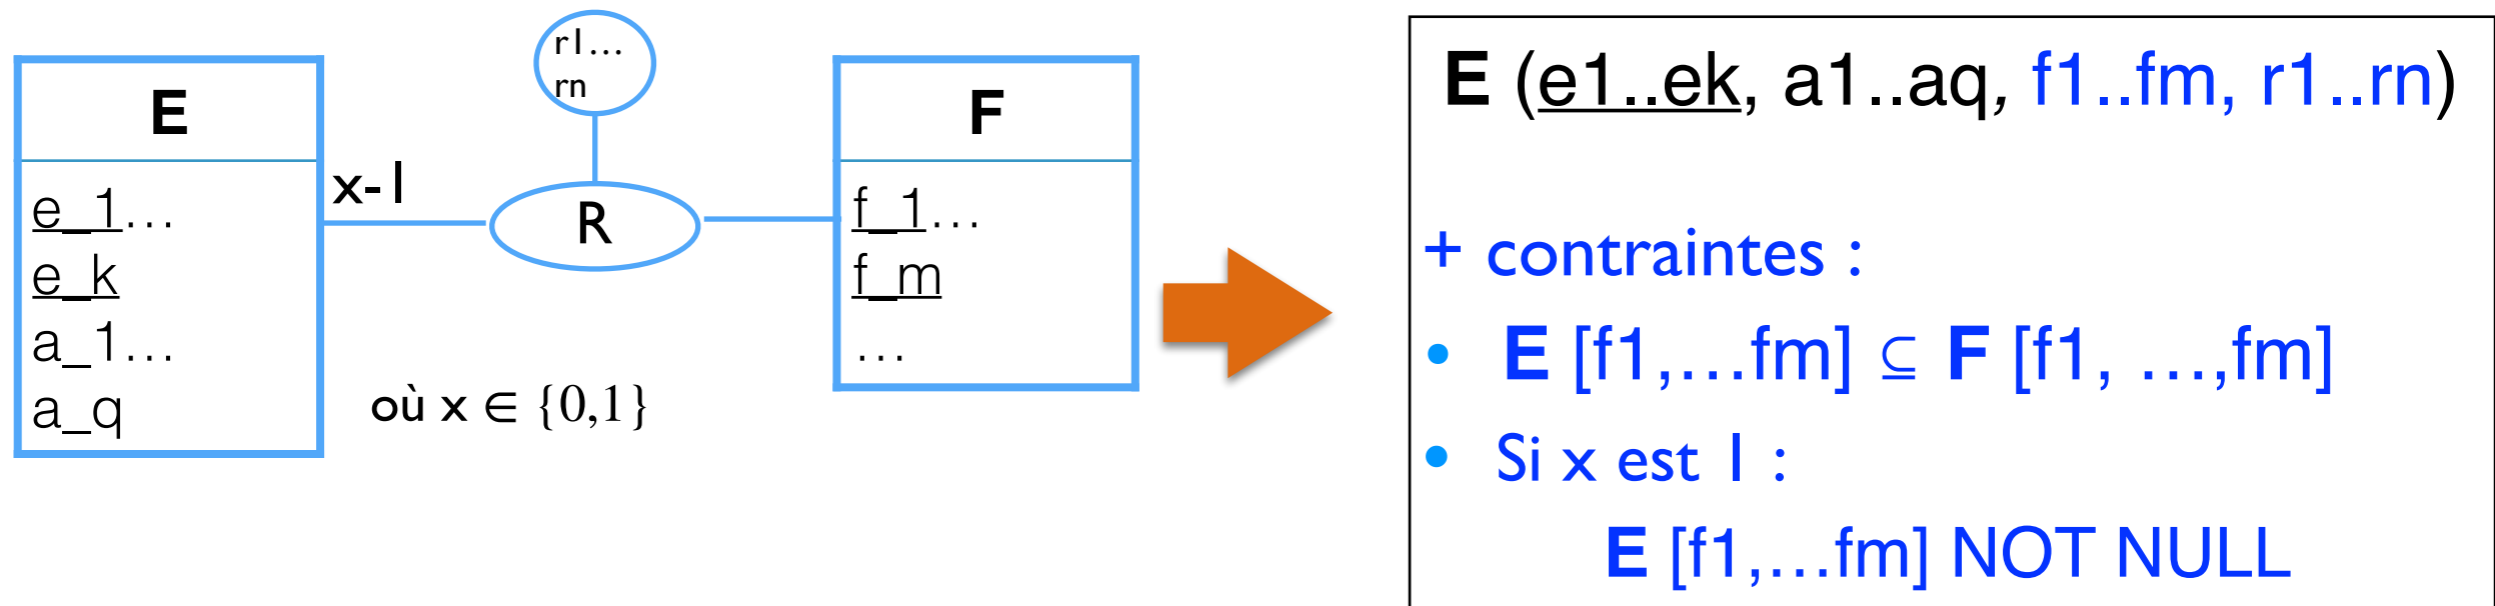 E
e_1...
e_k
a_1...
a_q
x-1
r1...
rn
R
où x ∈ {0,1}
F
f_1...
f_m
...
E (e1..ek, a1..aq, f1..fm, r1..rn)
+ contraintes :
• E [f1,...fm] ⊆ F [f1, ...,fm]
• Si x est 1 :
E [f1,...fm] NOT NULL